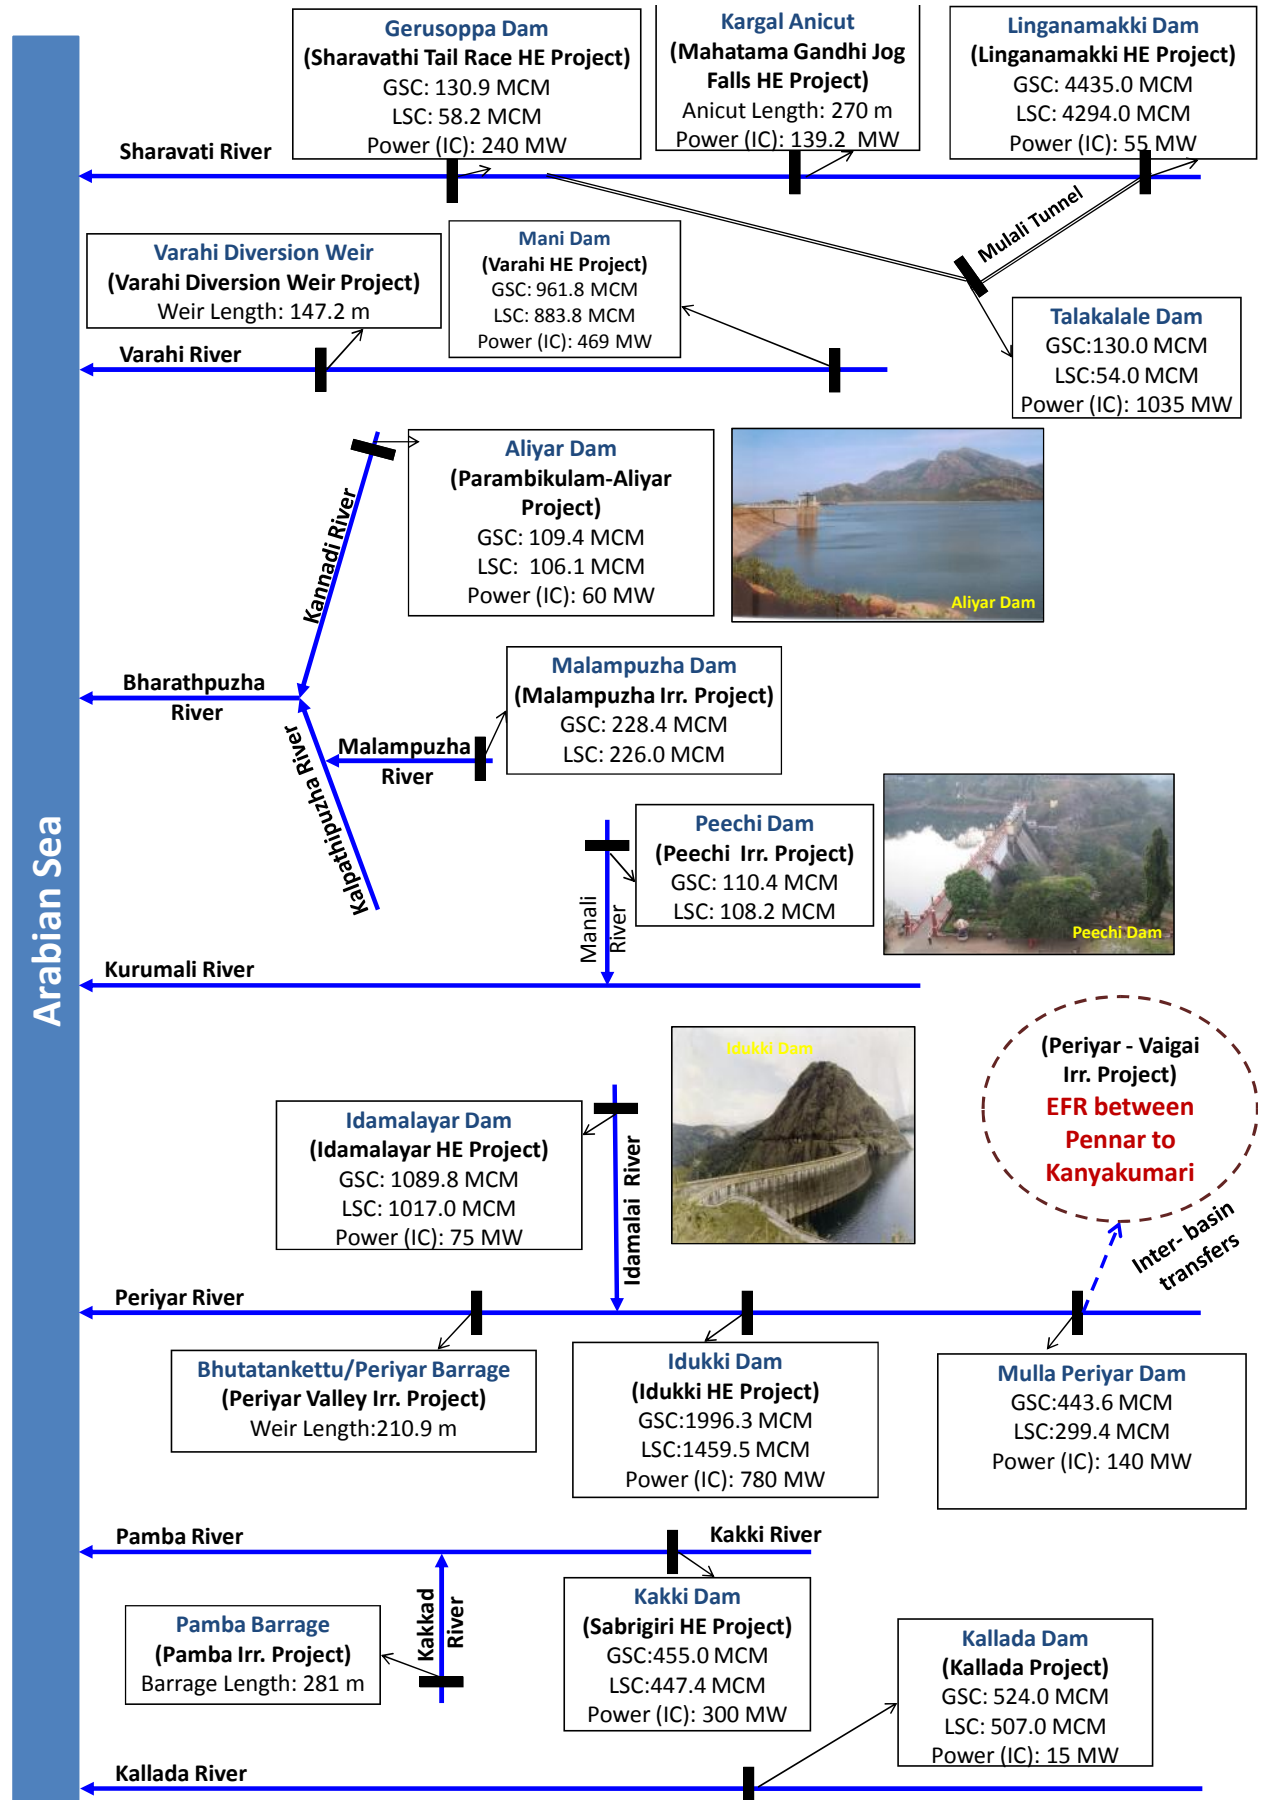 Gerusoppa Dam
(Sharavathi Tail Race HE Project)
GSC: 130.9 MCM
LSC: 58.2 MCM
Power (IC): 240 MW
Kargal Anicut
(Mahatama Gandhi Jog
Falls HE Project)
Anicut Length: 270 m
Power (IC): 139.2 MW
Linganamakki Dam
(Linganamakki HE Project)
GSC: 4435.0 MCM
LSC: 4294.0 MCM
Power (IC): 55 MW
Sharavati River
Mulali Tunnel
Varahi Diversion Weir
(Varahi Diversion Weir Project)
Weir Length: 147.2 m
Mani Dam
(Varahi HE Project)
GSC: 961.8 MCM
LSC: 883.8 MCM
Power (IC): 469 MW
Talakalale Dam
GSC:130.0 MCM
LSC:54.0 MCM
Power (IC): 1035 MW
Varahi River
Aliyar Dam
(Parambikulam-Aliyar
Project)
GSC: 109.4 MCM
LSC: 106.1 MCM
Power (IC): 60 MW
Aliyar Dam
Kannadi River
Bharathpuzha
River
Malampuzha Dam
(Malampuzha Irr. Project)
GSC: 228.4 MCM
LSC: 226.0 MCM
Malampuzha
River
Kalpathipuzha River
Peechi Dam
(Peechi Irr. Project)
GSC: 110.4 MCM
LSC: 108.2 MCM
Peechi Dam
Manali
River
Kurumali River
Arabian Sea
(Periyar - Vaigai
Irr. Project)
EFR between
Pennar to
Kanyakumari
Idukki Dam
Idamalayar Dam
(Idamalayar HE Project)
GSC: 1089.8 MCM
LSC: 1017.0 MCM
Power (IC): 75 MW
Idamalai River
Inter- basin
transfers
Periyar River
Bhutatankettu/Periyar Barrage
(Periyar Valley Irr. Project)
Weir Length:210.9 m
Idukki Dam
(Idukki HE Project)
GSC:1996.3 MCM
LSC:1459.5 MCM
Power (IC): 780 MW
Mulla Periyar Dam
GSC:443.6 MCM
LSC:299.4 MCM
Power (IC): 140 MW
Pamba River
Kakki River
Kakkad
River
Pamba Barrage
(Pamba Irr. Project)
Barrage Length: 281 m
Kakki Dam
(Sabrigiri HE Project)
GSC:455.0 MCM
LSC:447.4 MCM
Power (IC): 300 MW
Kallada Dam
(Kallada Project)
GSC: 524.0 MCM
LSC: 507.0 MCM
Power (IC): 15 MW
Kallada River